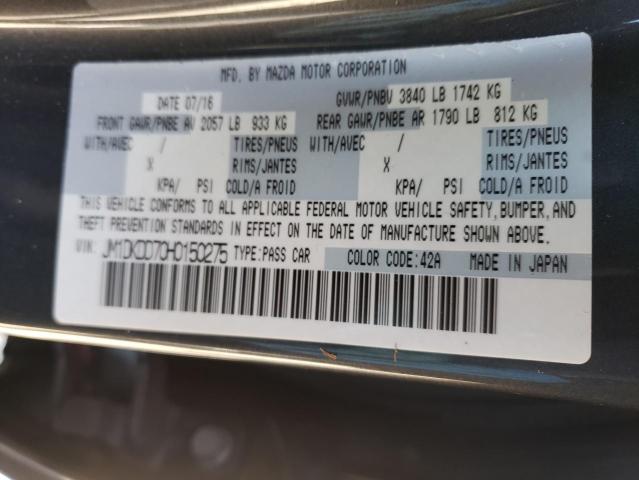 MFD. BY MAZDA MOTOR CORPORATION
DATE 07/16 GVWR/PNBV 3840 LB 1742 KG
FRONT GAWR/PNBE AV 2057 LB 933 KG REAR GAWR/PNBE AR 1790 LB 812 KG
WITH/AVEC / TIRES/PNEUS WITH/AVEC / TIRES/PNEUS
X RIMS/JANTES X RIMS/JANTES
KPA/ PSI COLD/A FROID KPA/ PSI COLD/A FROID
THIS VEHICLE CONFORMS TO ALL APPLICABLE FEDERAL MOTOR VEHICLE SAFETY, BUMPER, AND
THEFT PREVENTION STANDARDS IN EFFECT ON THE DATE OF MANUFACTURE SHOWN ABOVE.
VIN: JM1DKDD70H0150275 TYPE:PASS CAR COLOR CODE:42A MADE IN JAPAN